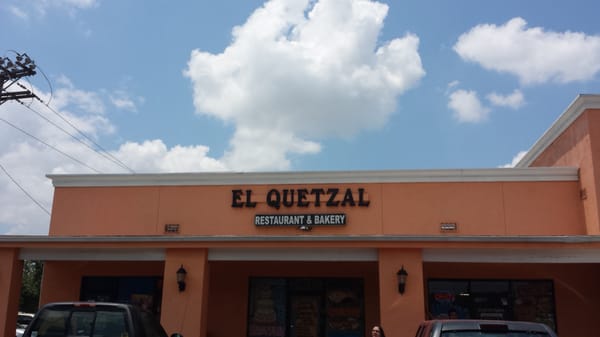 EL QUETZAL
RESTAURANT & BAKERY